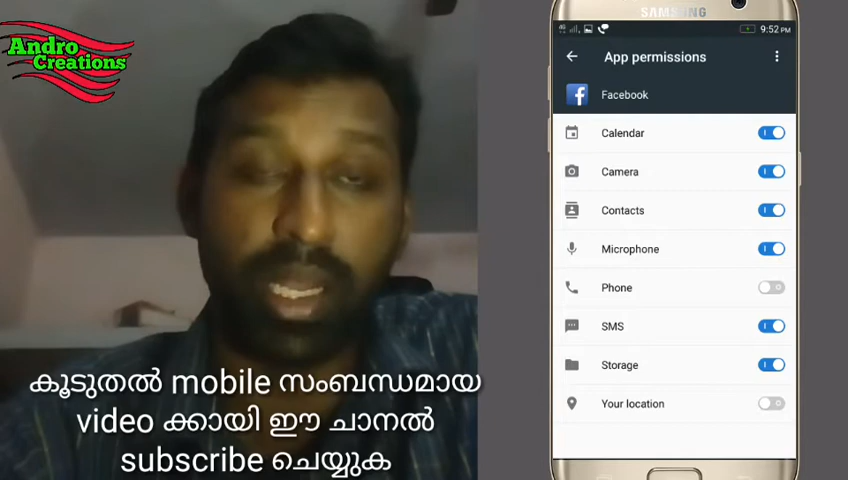 Andro
Creations
കൂടുതൽ mobile സംബന്ധമായ
video ക്കായി ഈ ചാനൽ
subscribe ചെയ്യുക
SAMSUNG
9:52 PM
App permissions
Facebook
Calendar
Camera
Contacts
Microphone
Phone
SMS
Storage
Your location